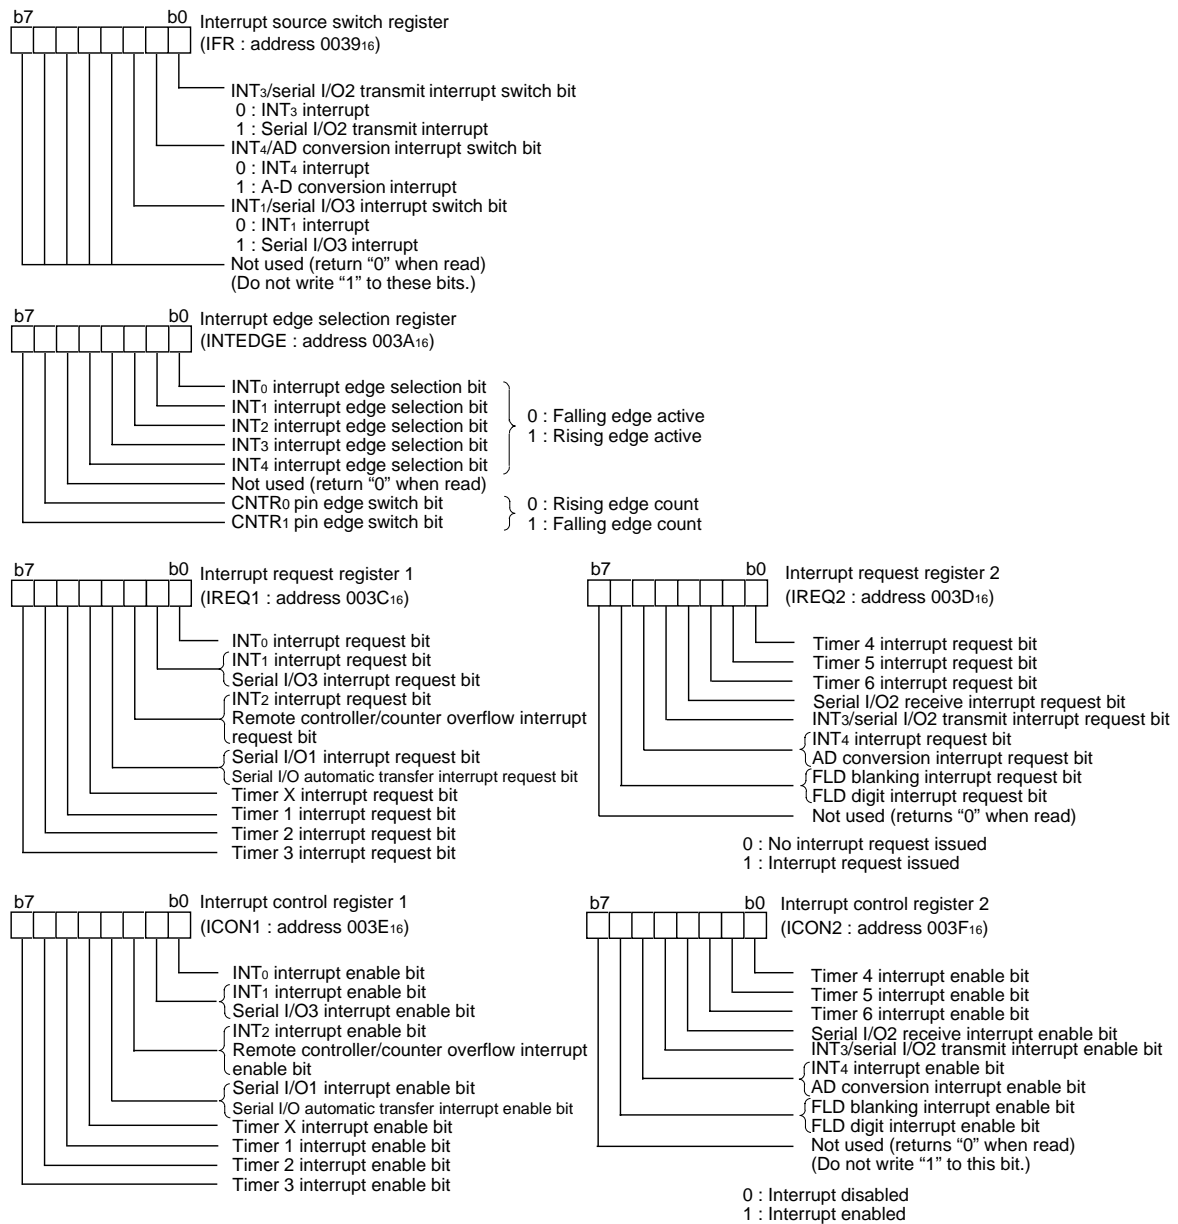 b7 b0 Interrupt source switch register
(IFR : address 003916)
INT3/serial I/O2 transmit interrupt switch bit
0 : INT3 interrupt
1 : Serial I/O2 transmit interrupt
INT4/AD conversion interrupt switch bit
0 : INT4 interrupt
1 : A-D conversion interrupt
INT1/serial I/O3 interrupt switch bit
0 : INT1 interrupt
1 : Serial I/O3 interrupt
Not used (return “0” when read)
(Do not write “1” to these bits.)
b7 b0 Interrupt edge selection register
(INTEDGE : address 003A16)
INT0 interrupt edge selection bit
INT1 interrupt edge selection bit
INT2 interrupt edge selection bit
INT3 interrupt edge selection bit
INT4 interrupt edge selection bit
0 : Falling edge active
1 : Rising edge active
Not used (return “0” when read)
CNTR0 pin edge switch bit
CNTR1 pin edge switch bit
0 : Rising edge count
1 : Falling edge count
b7 b0 Interrupt request register 1
(IREQ1 : address 003C16)
INT0 interrupt request bit
INT1 interrupt request bit
Serial I/O3 interrupt request bit
INT2 interrupt request bit
Remote controller/counter overflow interrupt
request bit
Serial I/O1 interrupt request bit
Serial I/O automatic transfer interrupt request bit
Timer X interrupt request bit
Timer 1 interrupt request bit
Timer 2 interrupt request bit
Timer 3 interrupt request bit
b7 b0 Interrupt request register 2
(IREQ2 : address 003D16)
Timer 4 interrupt request bit
Timer 5 interrupt request bit
Timer 6 interrupt request bit
Serial I/O2 receive interrupt request bit
INT3/serial I/O2 transmit interrupt request bit
INT4 interrupt request bit
AD conversion interrupt request bit
FLD blanking interrupt request bit
FLD digit interrupt request bit
Not used (returns “0” when read)
0 : No interrupt request issued
1 : Interrupt request issued
b7 b0 Interrupt control register 1
(ICON1 : address 003E16)
INT0 interrupt enable bit
INT1 interrupt enable bit
Serial I/O3 interrupt enable bit
INT2 interrupt enable bit
Remote controller/counter overflow interrupt
enable bit
Serial I/O1 interrupt enable bit
Serial I/O automatic transfer interrupt enable bit
Timer X interrupt enable bit
Timer 1 interrupt enable bit
Timer 2 interrupt enable bit
Timer 3 interrupt enable bit
b7 b0 Interrupt control register 2
(ICON2 : address 003F16)
Timer 4 interrupt enable bit
Timer 5 interrupt enable bit
Timer 6 interrupt enable bit
Serial I/O2 receive interrupt enable bit
INT3/serial I/O2 transmit interrupt enable bit
INT4 interrupt enable bit
AD conversion interrupt enable bit
FLD blanking interrupt enable bit
FLD digit interrupt enable bit
Not used (returns “0” when read)
(Do not write “1” to this bit.)
0 : Interrupt disabled
1 : Interrupt enabled